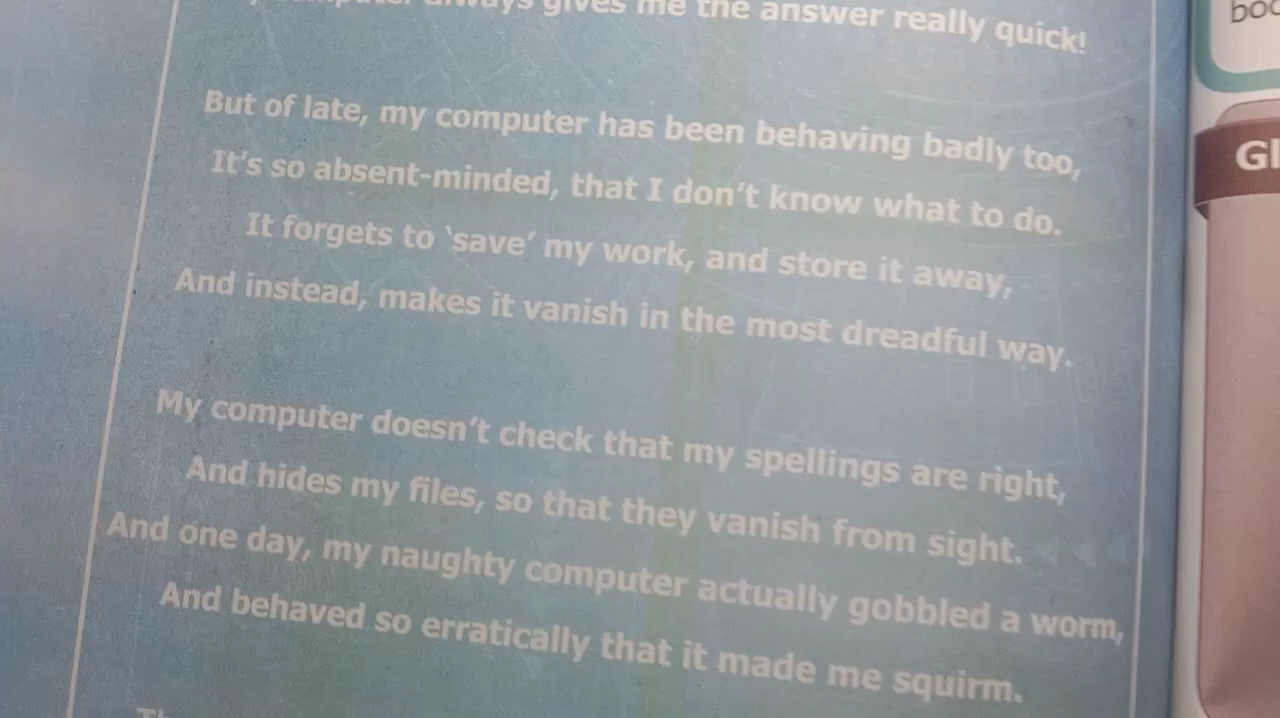 always gives me the answer really quick!
But of late, my computer has been behaving badly too,
It's so absent-minded, that I don't know what to do.
It forgets to ‘save’ my work, and store it away,
And instead, makes it vanish in the most dreadful way.
My computer doesn't check that my spellings are right,
And hides my files, so that they vanish from sight.
And one day, my naughty computer actually gobbled a worm,
And behaved so erratically that it made me squirm.